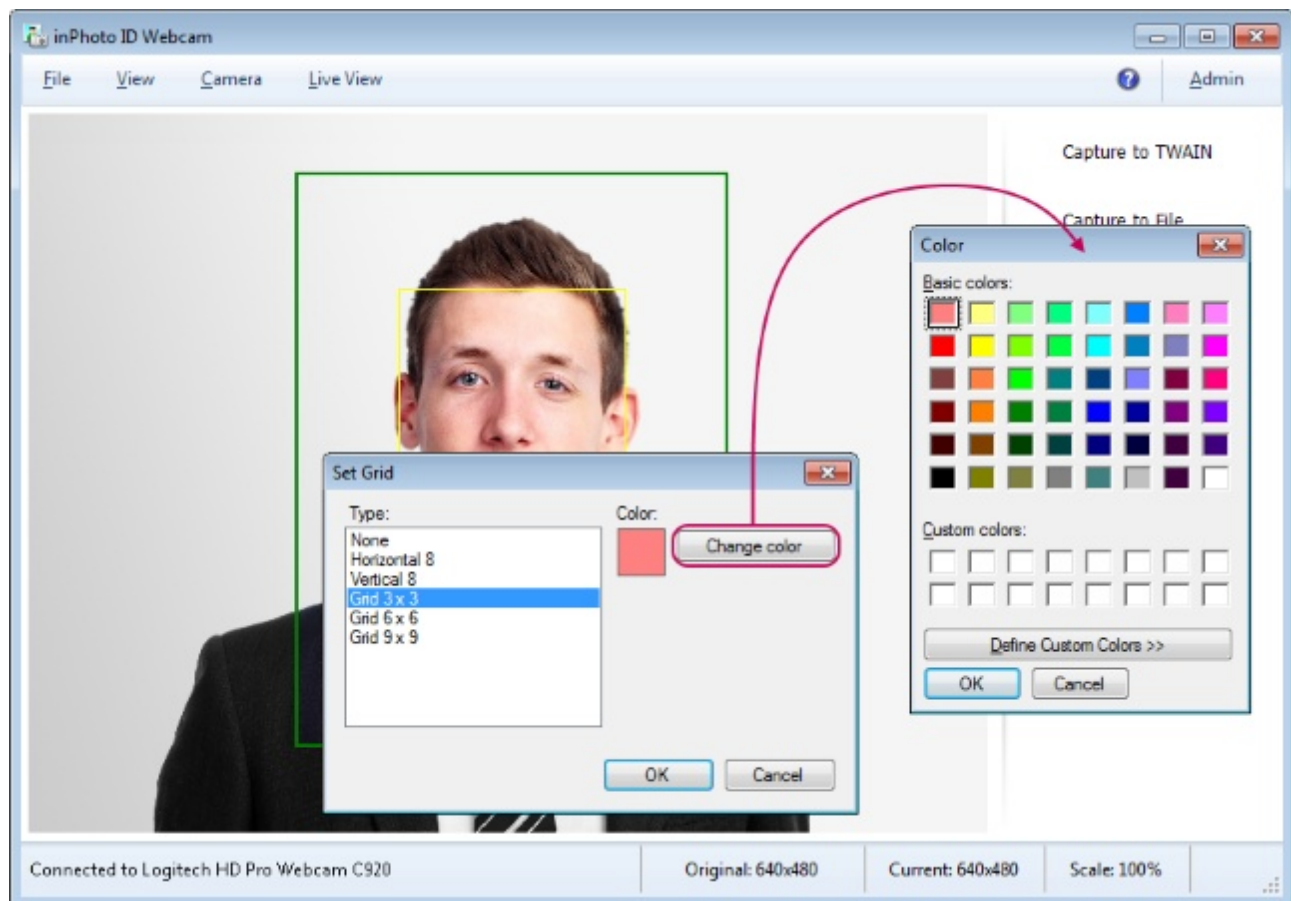 inPhoto ID Webcam
File View Camera Live View Admin
Capture to TWAIN
Capture to File
Color
Basic colors:
Set Grid
Type:
Color:
None
Change color
Horizontal 8
Vertical 8
Grid 3 x 3
Grid 6 x 6
Grid 9 x 9
OK Cancel
Custom colors:
Define Custom Colors >>
OK Cancel
Connected to Logitech HD Pro Webcam C920 Original: 640x480 Current: 640x480 Scale: 100%